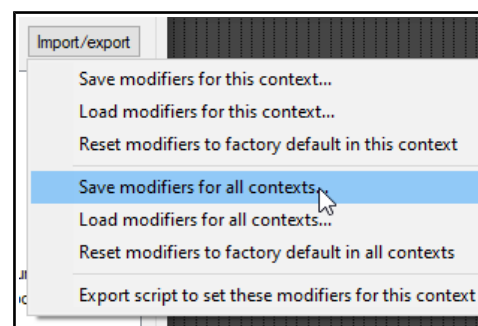 Import/export
Save modifiers for this context...
Load modifiers for this context...
Reset modifiers to factory default in this context
Save modifiers for all contexts...
Load modifiers for all contexts...
Reset modifiers to factory default in all contexts
Export script to set these modifiers for this context